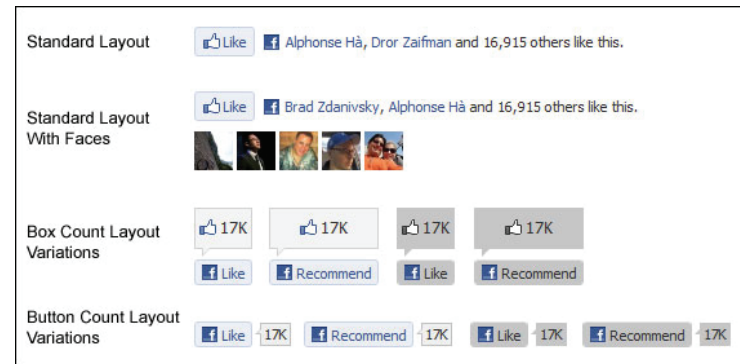 Standard Layout
Like
f Alphonse Hà, Dror Zaifman and 16,915 others like this.
Standard Layout
With Faces
Like
f Brad Zdanivsky, Alphonse Hà and 16,915 others like this.
Box Count Layout
Variations
17K 17K 17K 17K
f Like f Recommend f Like f Recommend
Button Count Layout
Variations
f Like 17K f Recommend 17K f Like 17K f Recommend 17K